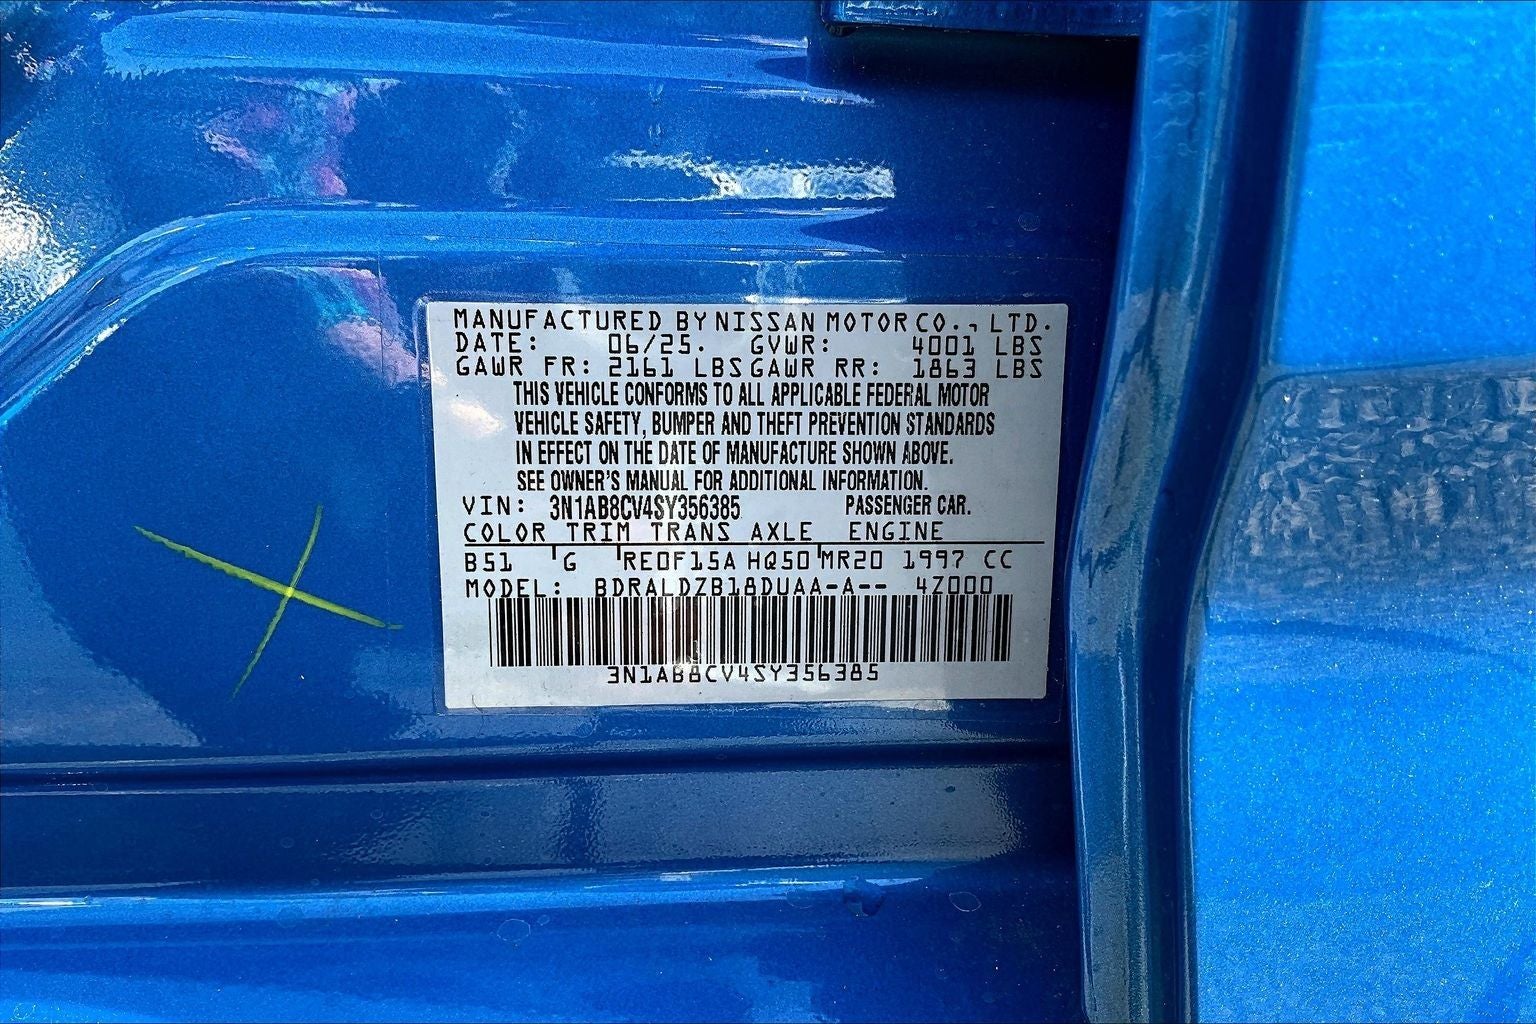 MANUFACTURED BY NISSAN MOTOR CO., LTD.
DATE: 06/25. GVWR: 4001 LBS
GAWR FR: 2161 LBS GAWR RR: 1863 LBS
THIS VEHICLE CONFORMS TO ALL APPLICABLE FEDERAL MOTOR
VEHICLE SAFETY, BUMPER AND THEFT PREVENTION STANDARDS
IN EFFECT ON THE DATE OF MANUFACTURE SHOWN ABOVE.
SEE OWNER'S MANUAL FOR ADDITIONAL INFORMATION.
VIN: 3N1AB8CV4SY356385 PASSENGER CAR.
COLOR TRIM TRANS AXLE ENGINE
B51 G RE0F15A HQ50 MR20 1997 CC
MODEL: BDRALDZB18DUAA-A-- 4Z000
3N1AB8CV4SY356385